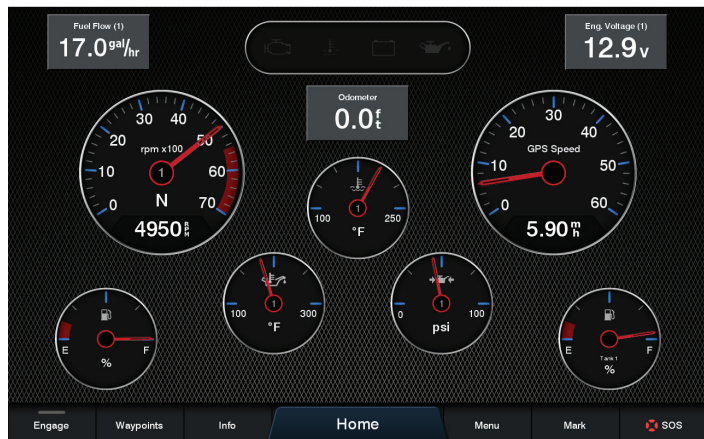 Fuel Flow (1)
17.0 gal/hr
Eng. Voltage (1)
12.9 v
Odometer
0.0 ft
0
10
20
30
40
50
60
70
rpm x100
1
N
4950 RPM
0
10
20
30
40
50
60
GPS Speed
5.90 mh
100
250
1
°F
100
300
1
°F
0
100
1
psi
E
F
%
E
F
Tank 1
%
Engage
Waypoints
Info
Home
Menu
Mark
SOS